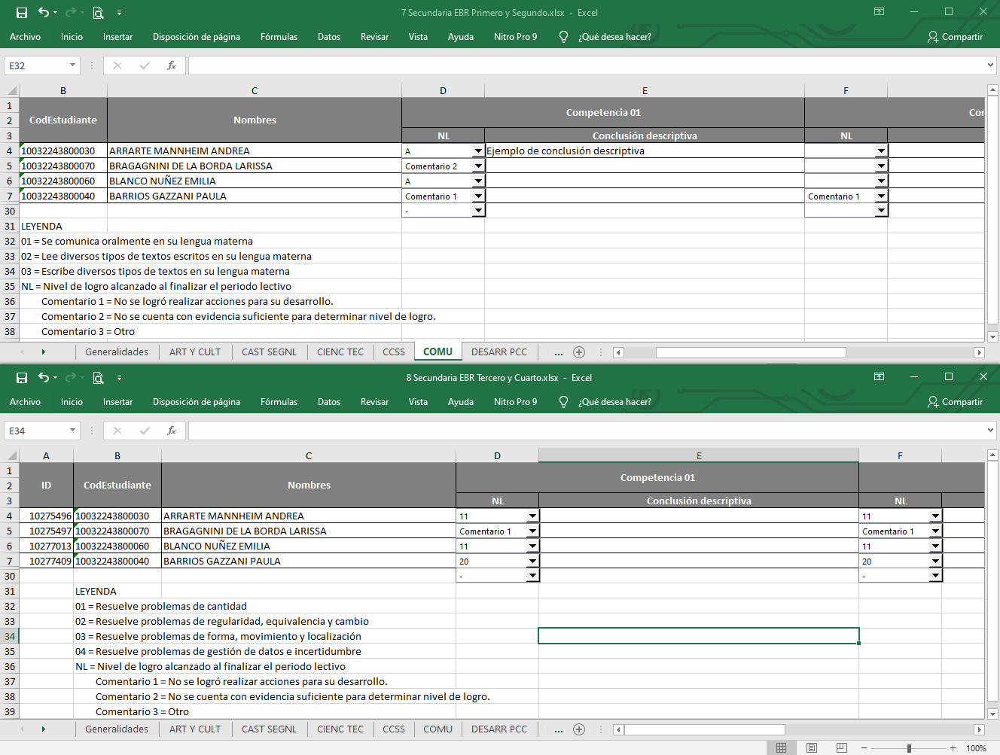 7 Secundaria EBR Primero y Segundo.xlsx - Excel
Archivo Inicio Insertar Disposición de página Fórmulas Datos Revisar Vista Ayuda Nitro Pro 9 ¿Qué desea hacer? Compartir
E32 fx
B C D E F
1 CodEstudiante Nombres Competencia 01 Cor
2
3 NL Conclusión descriptiva NL
4 10032243800030 ARRARTE MANNHEIM ANDREA A Ejemplo de conclusión descriptiva
5 10032243800070 BRAGAGNINI DE LA BORDA LARISSA Comentario 2
6 10032243800060 BLANCO NUÑEZ EMILIA A
7 10032243800040 BARRIOS GAZZANI PAULA Comentario 1 Comentario 1
30 -
31 LEYENDA
32 01 = Se comunica oralmente en su lengua materna
33 02 = Lee diversos tipos de textos escritos en su lengua materna
34 03 = Escribe diversos tipos de textos en su lengua materna
35 NL = Nivel de logro alcanzado al finalizar el periodo lectivo
36 Comentario 1 = No se logró realizar acciones para su desarrollo.
37 Comentario 2 = No se cuenta con evidencia suficiente para determinar nivel de logro.
38 Comentario 3 = Otro
Generalidades ART Y CULT CAST SEGNL CIENC TEC CCSS COMU DESARR PCC ...
8 Secundaria EBR Tercero y Cuarto.xlsx - Excel
Archivo Inicio Insertar Disposición de página Fórmulas Datos Revisar Vista Ayuda Nitro Pro 9 ¿Qué desea hacer? Compartir
E34 fx
A B C D E F
1 ID CodEstudiante Nombres Competencia 01
2
3 NL Conclusión descriptiva NL
4 10275496 10032243800030 ARRARTE MANNHEIM ANDREA 11 11
5 10275497 10032243800070 BRAGAGNINI DE LA BORDA LARISSA Comentario 1 Comentario 1
6 10277013 10032243800060 BLANCO NUÑEZ EMILIA 11 11
7 10277409 10032243800040 BARRIOS GAZZANI PAULA 20 20
30 - -
31 LEYENDA
32 01 = Resuelve problemas de cantidad
33 02 = Resuelve problemas de regularidad, equivalencia y cambio
34 03 = Resuelve problemas de forma, movimiento y localización
35 04 = Resuelve problemas de gestión de datos e incertidumbre
36 NL = Nivel de logro alcanzado al finalizar el periodo lectivo
37 Comentario 1 = No se logró realizar acciones para su desarrollo.
38 Comentario 2 = No se cuenta con evidencia suficiente para determinar nivel de logro.
39 Comentario 3 = Otro
Generalidades ART Y CULT CAST SEGNL CIENC TEC CCSS COMU DESARR PCC ...
100%